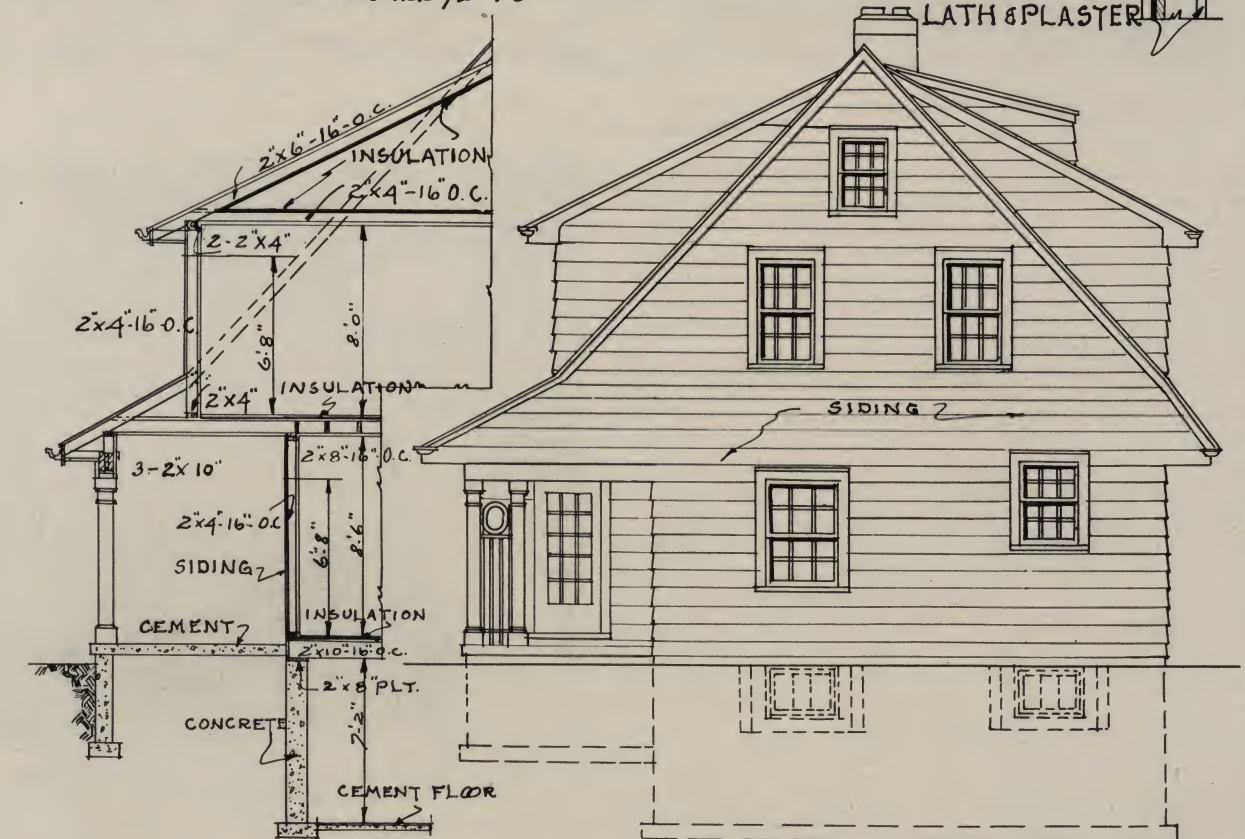 LATH & PLASTER
2"x6"-16"-O.C.
INSULATION
2"x4"-16" O.C.
2-2"x4"
2"x4"-16" O.C.
6'8"
8'0"
2"x4"
INSULATION
SIDING
3-2"x10"
2"x8"-16" O.C.
2"x4"-16"-O.C
6'8"
8'6"
SIDING
INSULATION
CEMENT
2"x10"-16" O.C.
2"x8" PLT.
CONCRETE
7'2"
CEMENT FLOOR